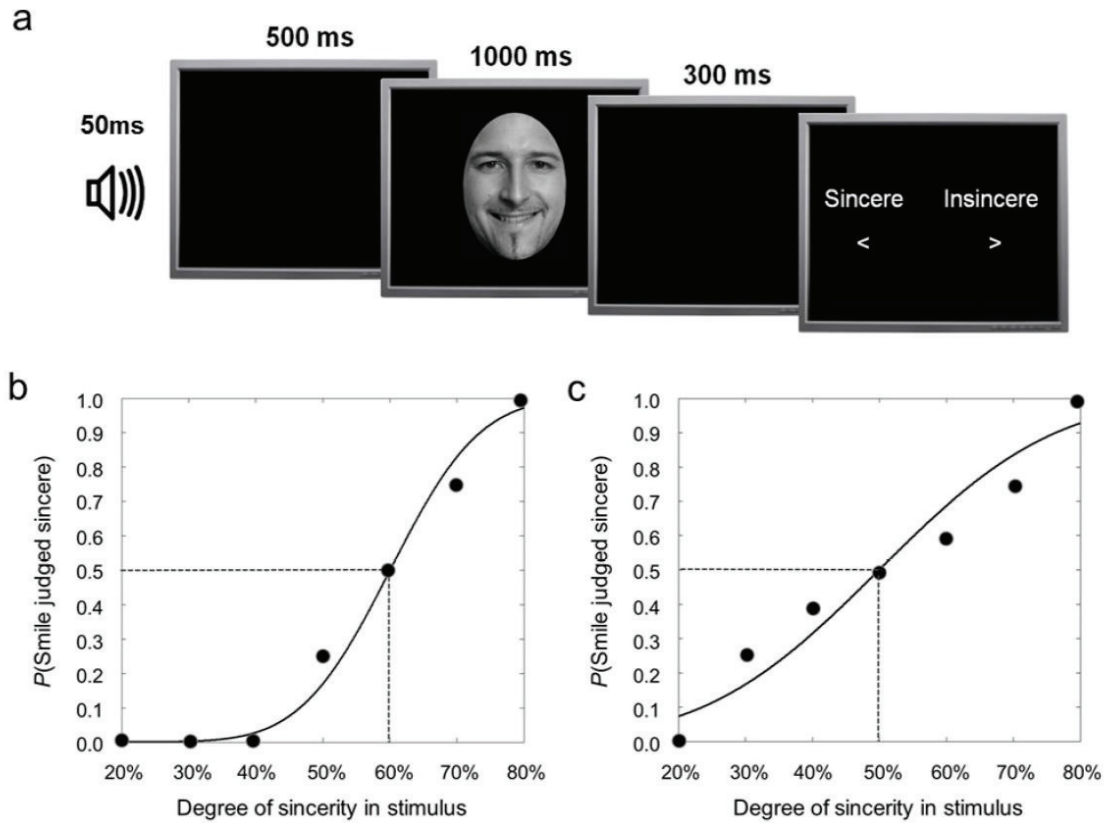 a
500 ms
1000 ms
300 ms
50ms
Sincere Insincere
< >
b
1.0
0.9
0.8
0.7
0.6
0.5
0.4
0.3
0.2
0.1
0.0
P(Smile judged sincere)
20% 30% 40% 50% 60% 70% 80%
Degree of sincerity in stimulus
c
1.0
0.9
0.8
0.7
0.6
0.5
0.4
0.3
0.2
0.1
0.0
P(Smile judged sincere)
20% 30% 40% 50% 60% 70% 80%
Degree of sincerity in stimulus